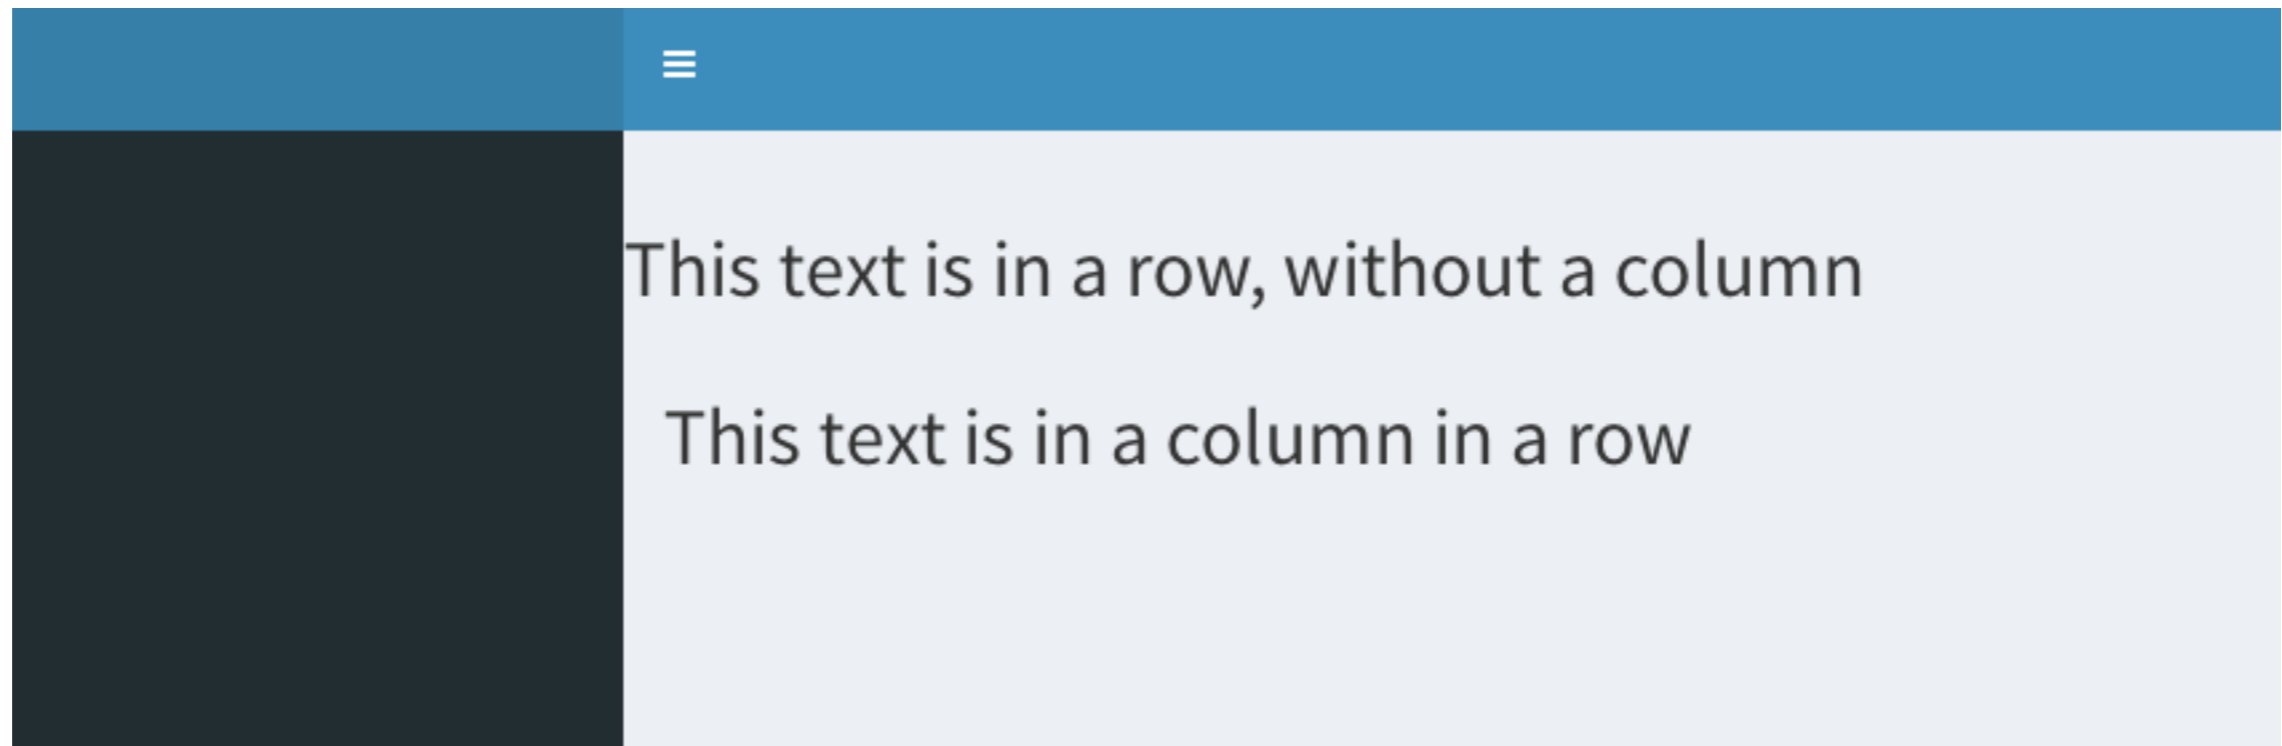 This text is in a row, without a column
This text is in a column in a row